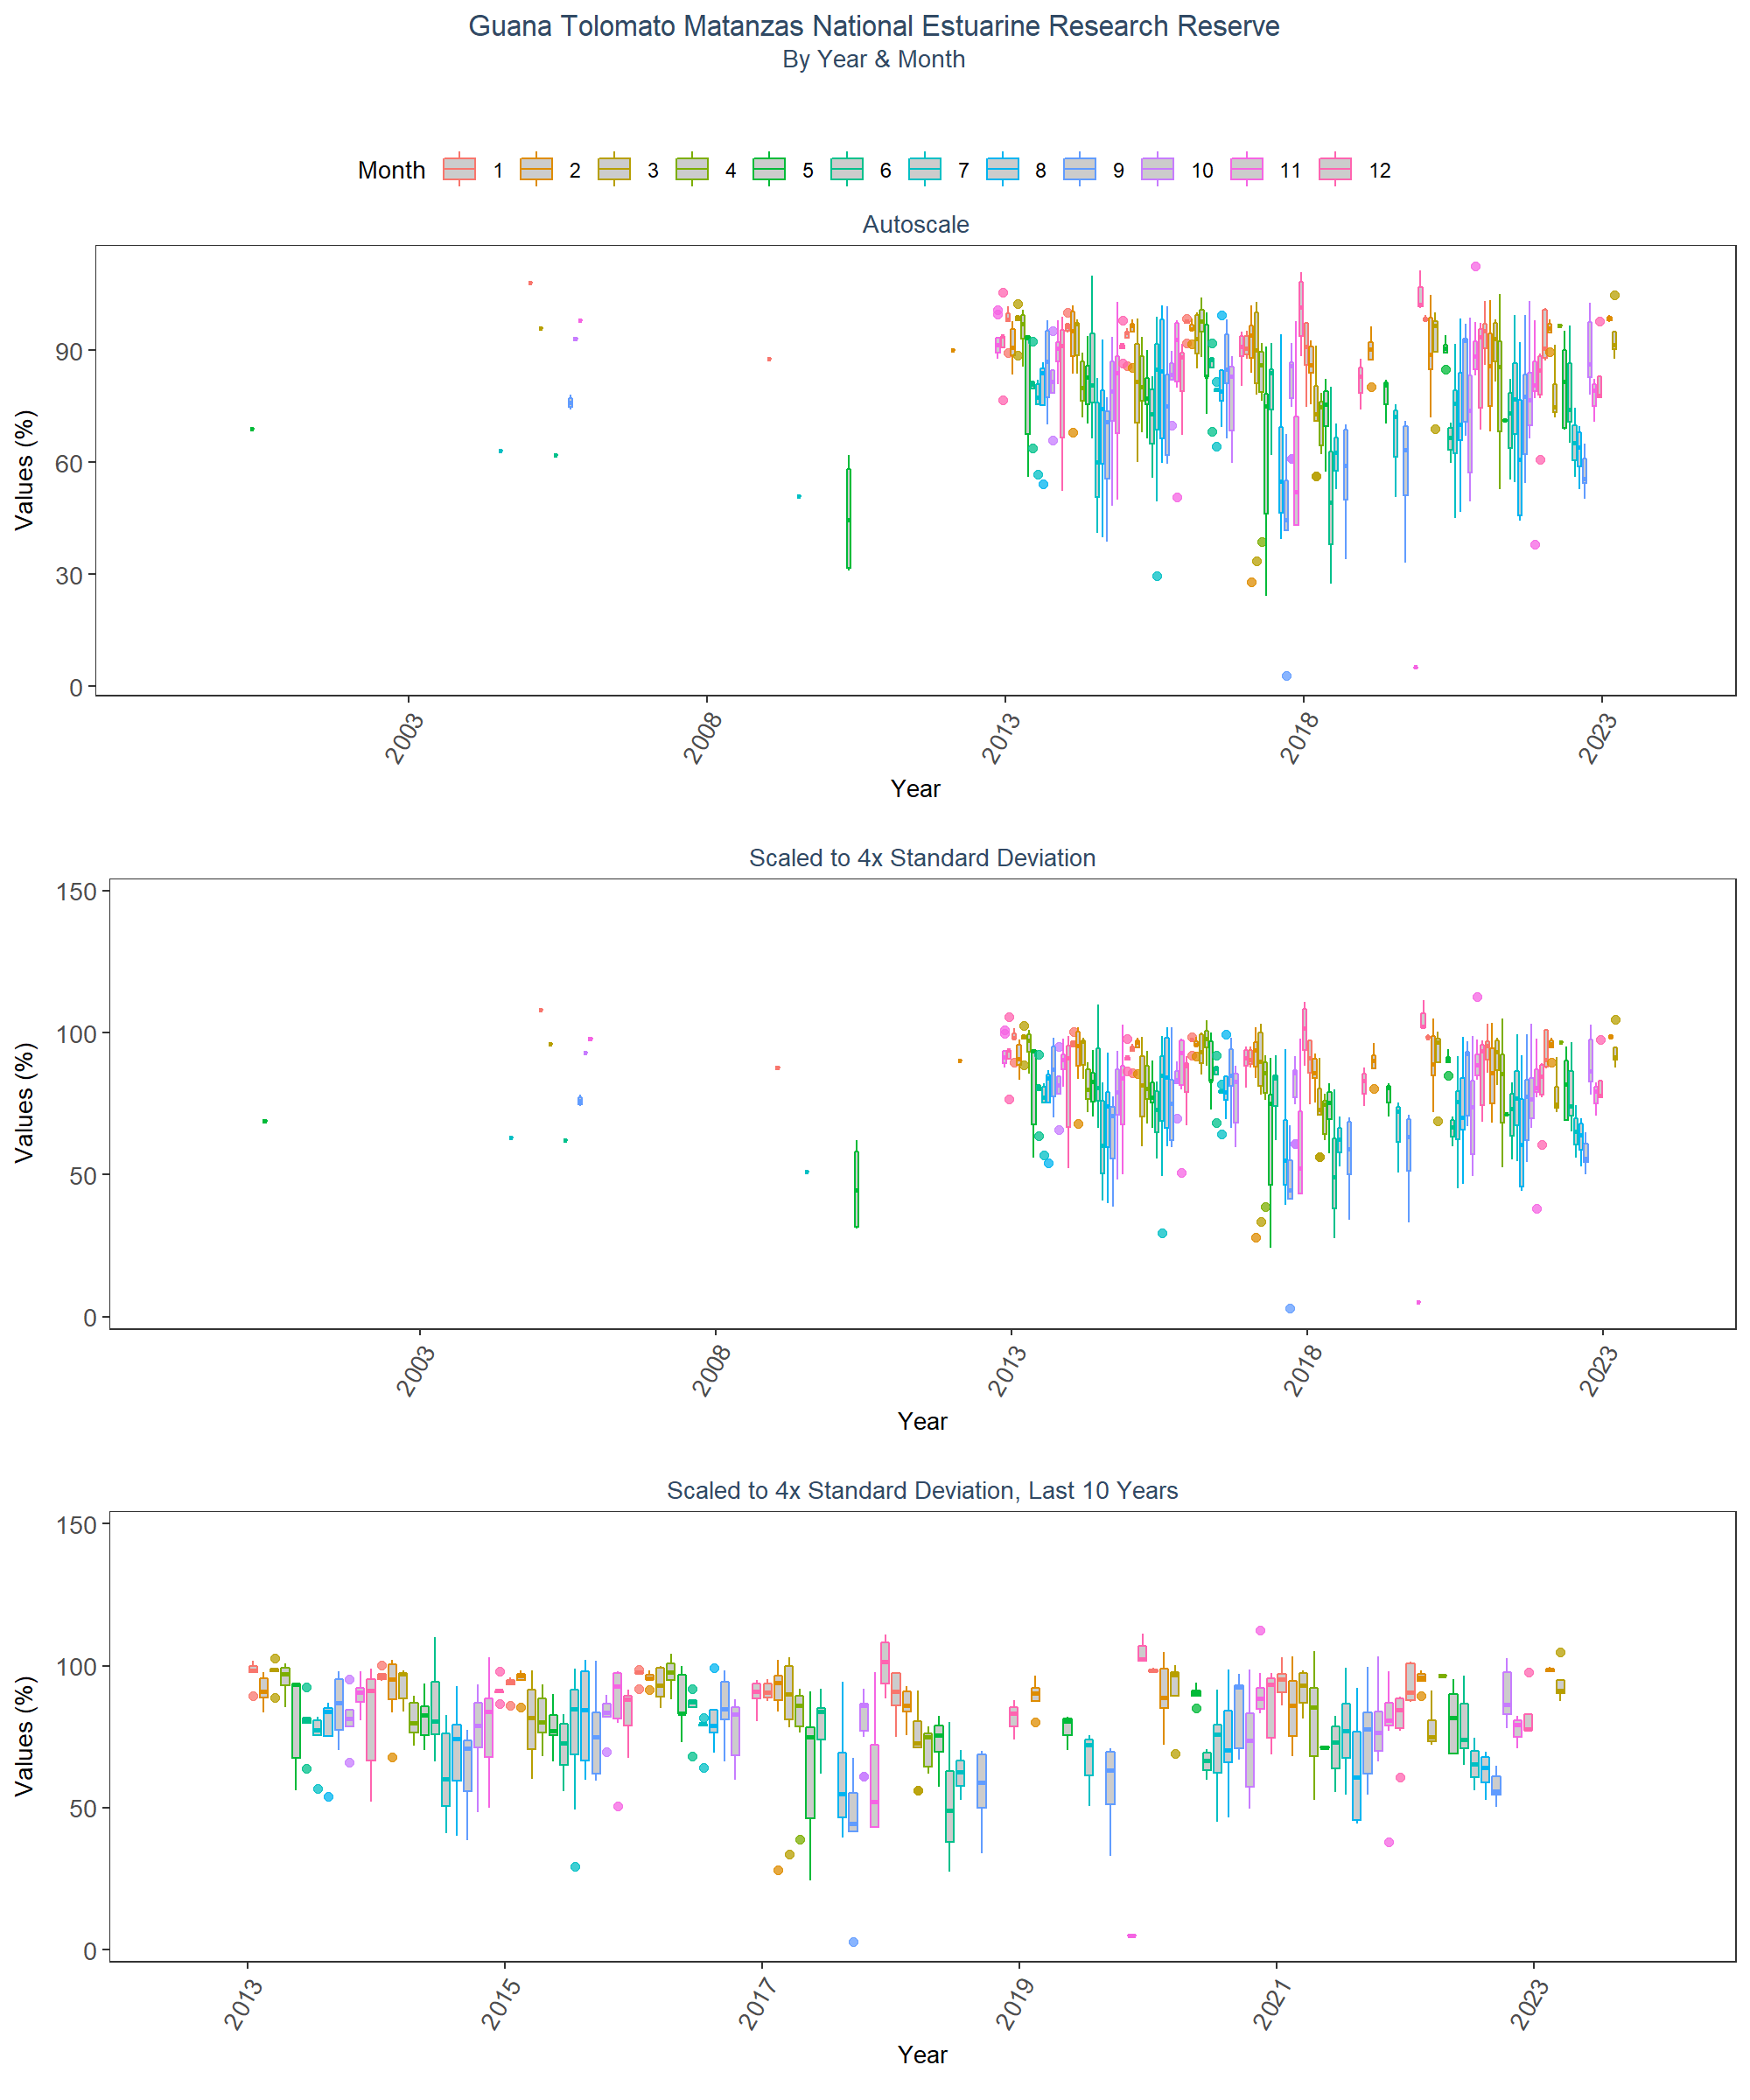 Guana Tolomato Matanzas National Estuarine Research Reserve
By Year & Month
Month 1 2 3 4 5 6 7 8 9 10 11 12
Autoscale
Values (%)
90
60
30
0
2003 2008 2013 2018 2023
Year
Scaled to 4x Standard Deviation
Values (%)
150
100
50
0
2003 2008 2013 2018 2023
Year
Scaled to 4x Standard Deviation, Last 10 Years
Values (%)
150
100
50
0
2013 2015 2017 2019 2021 2023
Year